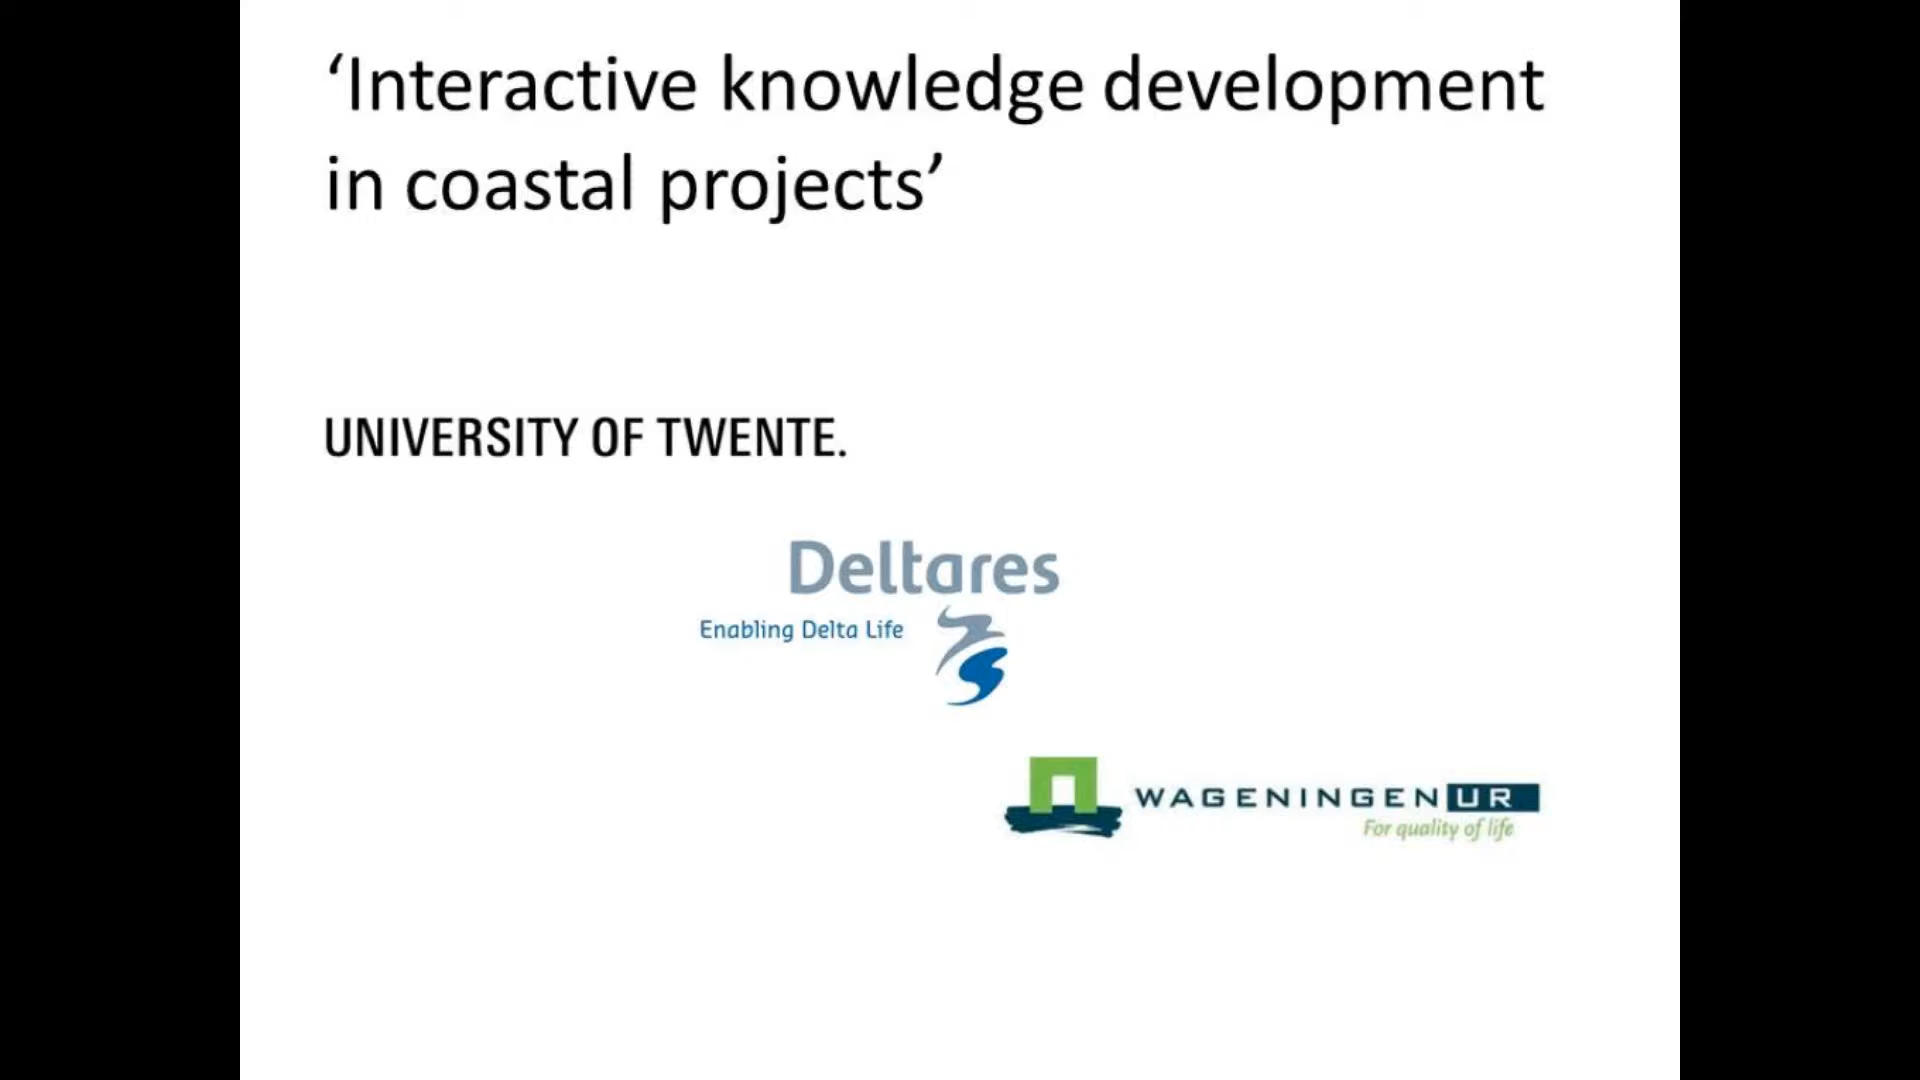 ‘Interactive knowledge development
in coastal projects’
UNIVERSITY OF TWENTE.
Deltares
Enabling Delta Life
WAGENINGEN UR
For quality of life